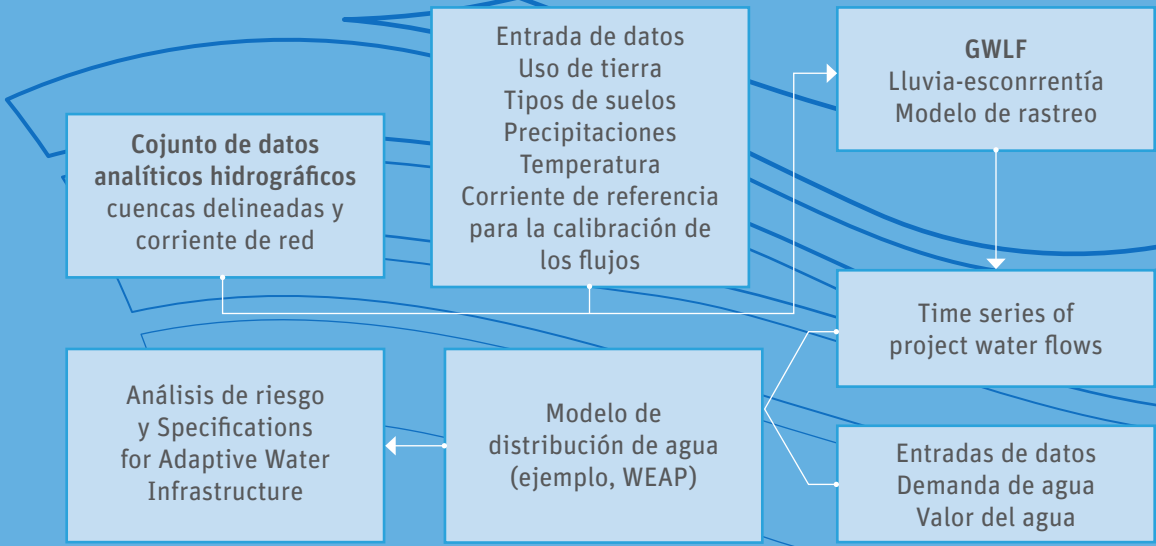 Cojunto de datos
analíticos hidrográficos
cuencas delineadas y
corriente de red
Entrada de datos
Uso de tierra
Tipos de suelos
Precipitaciones
Temperatura
Corriente de referencia
para la calibración de
los flujos
GWLF
Lluvia-esconrrentía
Modelo de rastreo
Time series of
project water flows
Entradas de datos
Demanda de agua
Valor del agua
Modelo de
distribución de agua
(ejemplo, WEAP)
Análisis de riesgo
y Specifications
for Adaptive Water
Infrastructure